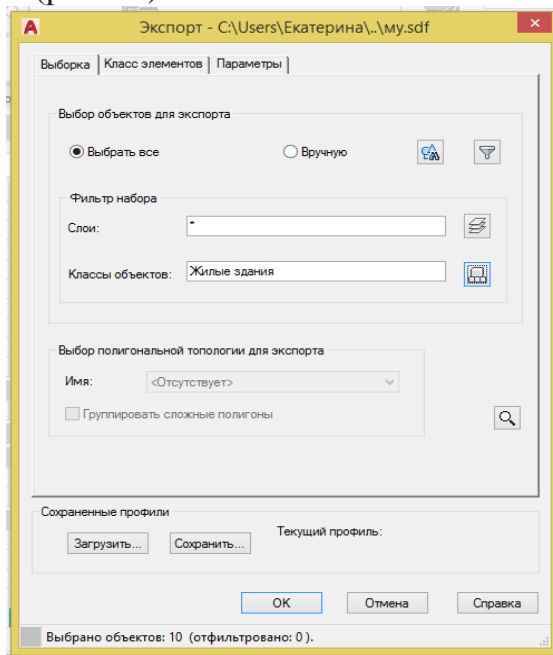 Экспорт - C:\Users\Екатерина\..\му.sdf
Выборка Класс элементов Параметры
Выбор объектов для экспорта
Выбрать все Вручную
Фильтр набора
Слои: *
Классы объектов: Жилые здания
Выбор полигональной топологии для экспорта
Имя: <Отсутствует>
Группировать сложные полигоны
Сохраненные профили
Текущий профиль:
Загрузить... Сохранить...
OK Отмена Справка
Выбрано объектов: 10 (отфильтровано: 0 ).